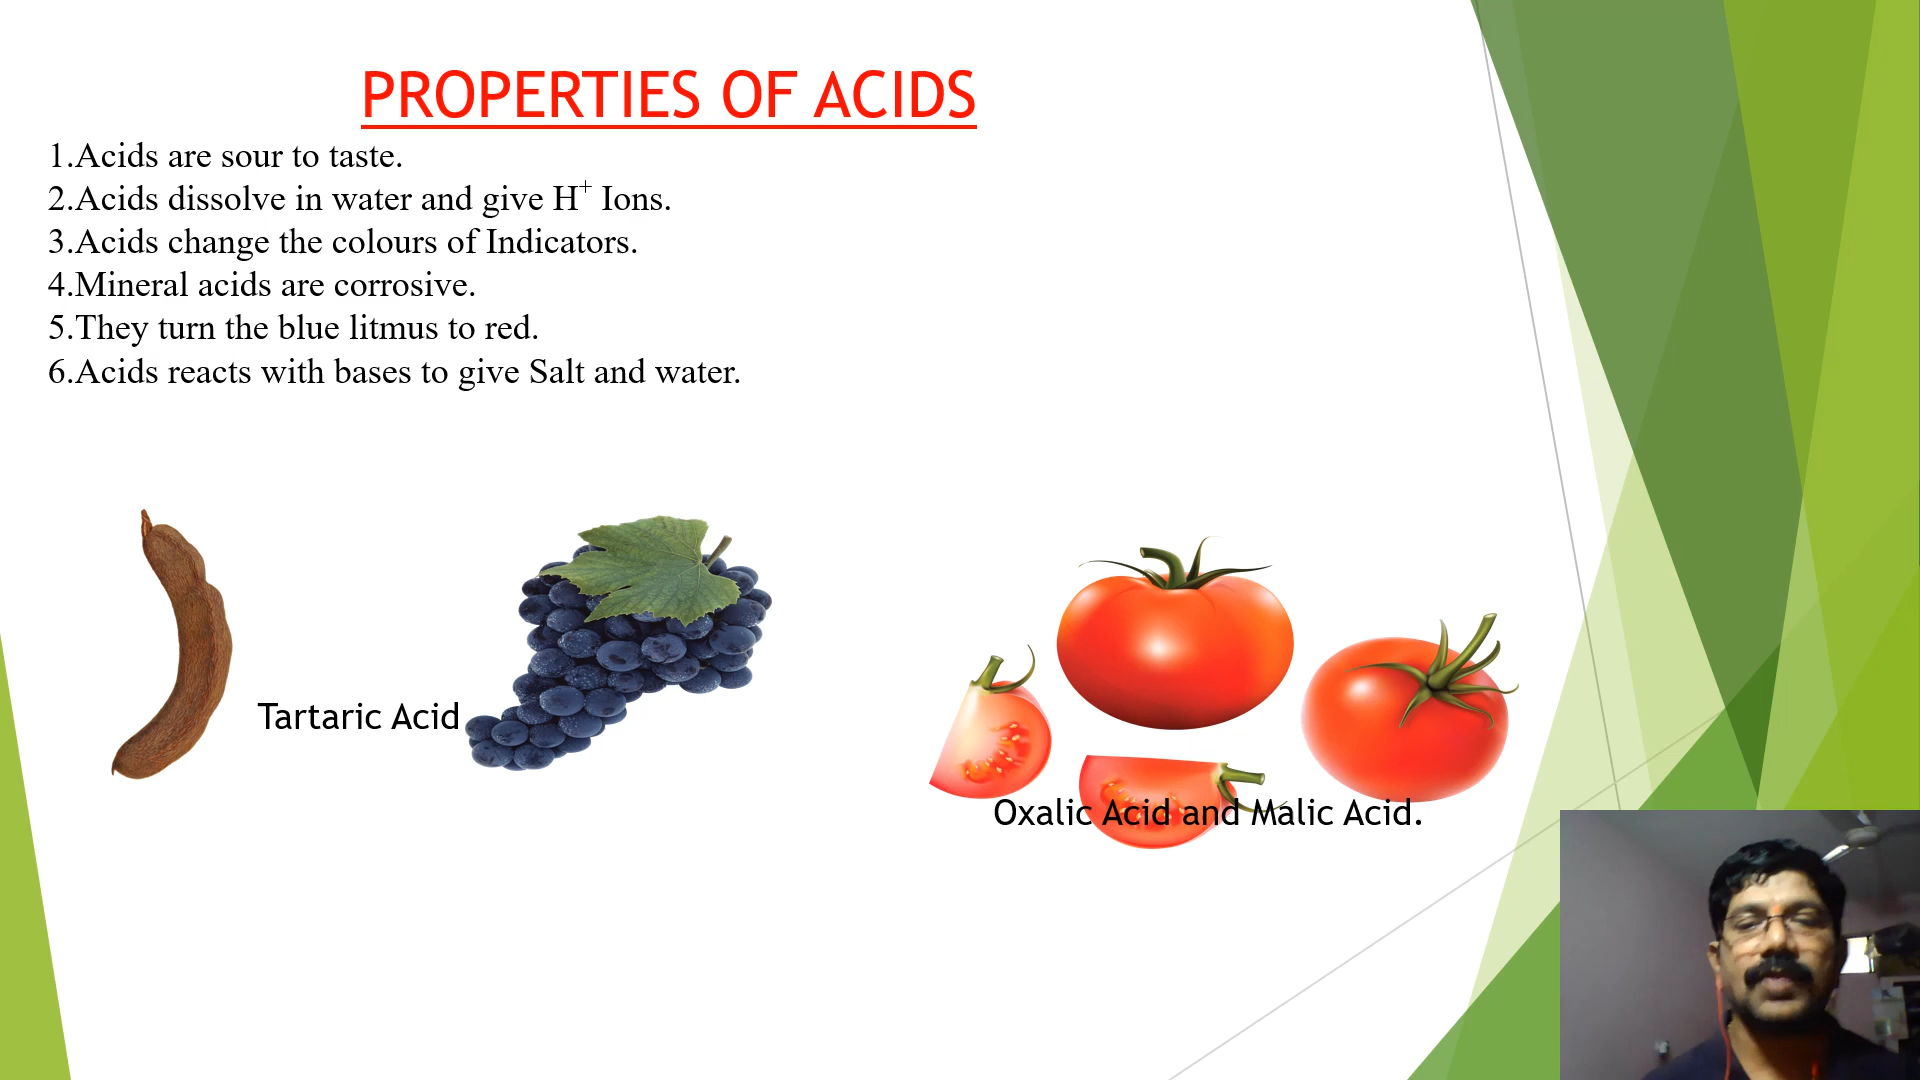 PROPERTIES OF ACIDS
1.Acids are sour to taste.
2.Acids dissolve in water and give H⁺ Ions.
3.Acids change the colours of Indicators.
4.Mineral acids are corrosive.
5.They turn the blue litmus to red.
6.Acids reacts with bases to give Salt and water.
Tartaric Acid
Oxalic Acid and Malic Acid.